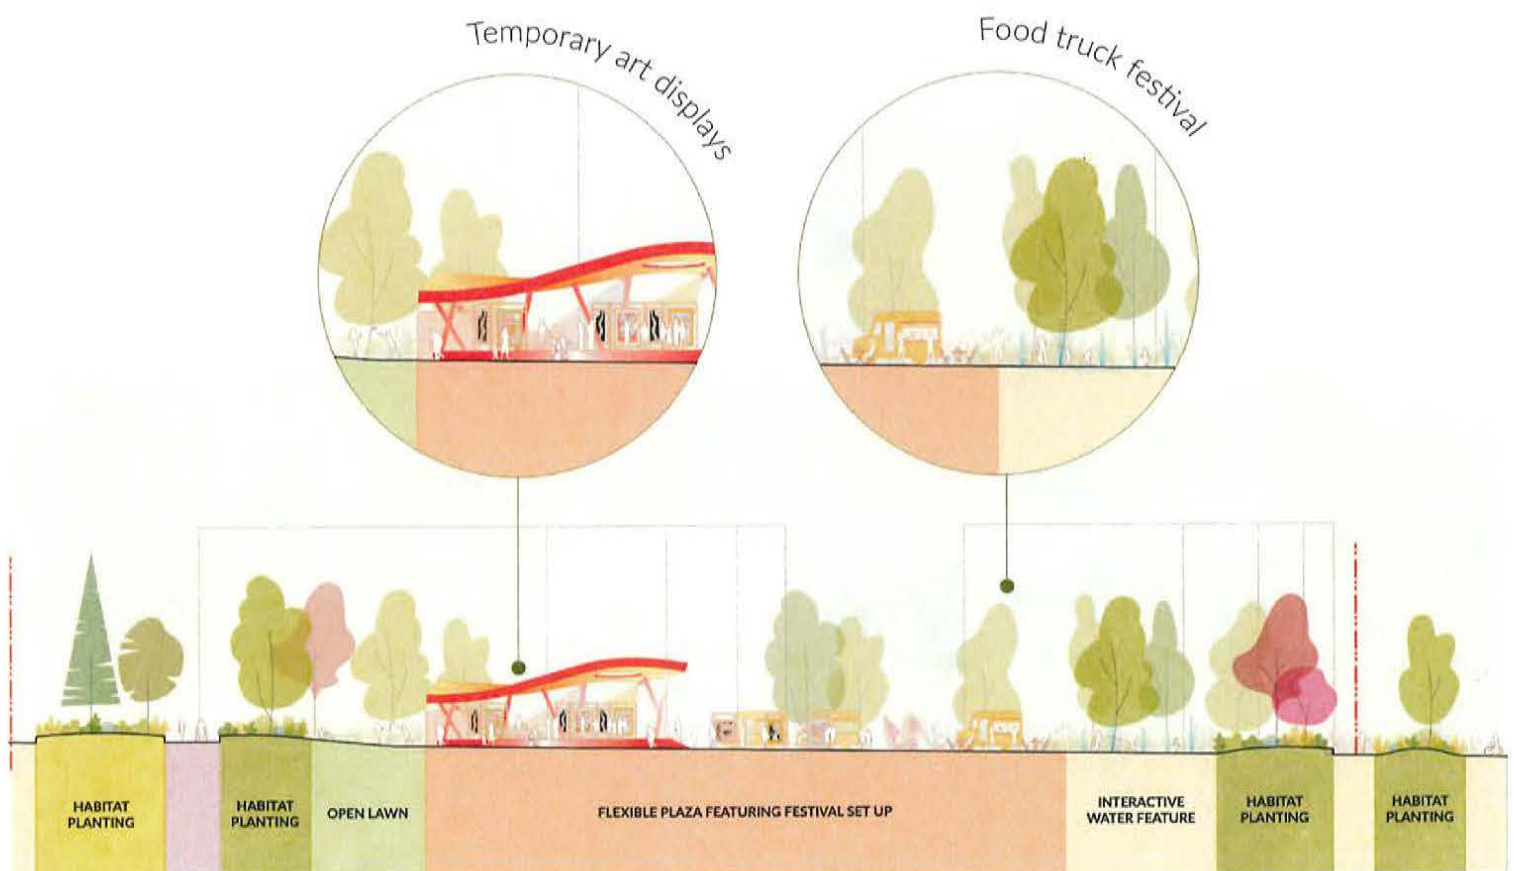 Temporary art displays
Food truck festival
HABITAT
PLANTING
HABITAT
PLANTING
OPEN LAWN
FLEXIBLE PLAZA FEATURING FESTIVAL SET UP
INTERACTIVE
WATER FEATURE
HABITAT
PLANTING
HABITAT
PLANTING